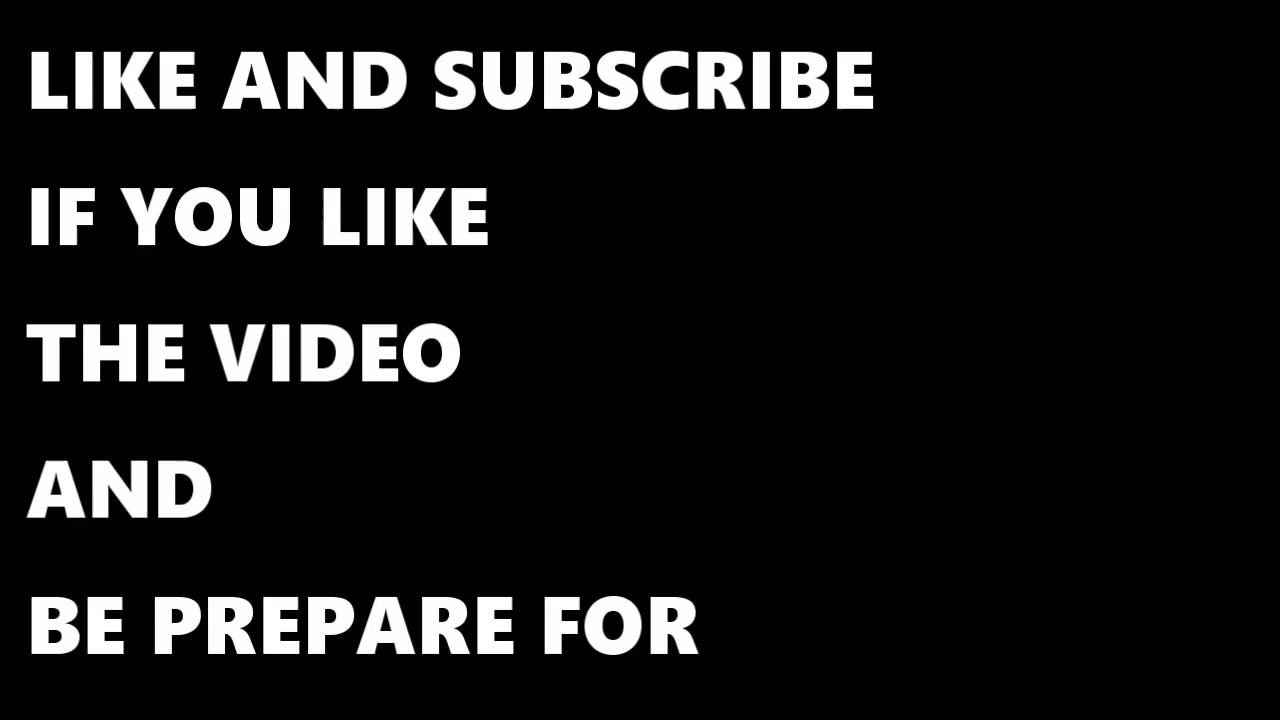 LIKE AND SUBSCRIBE
IF YOU LIKE
THE VIDEO
AND
BE PREPARE FOR